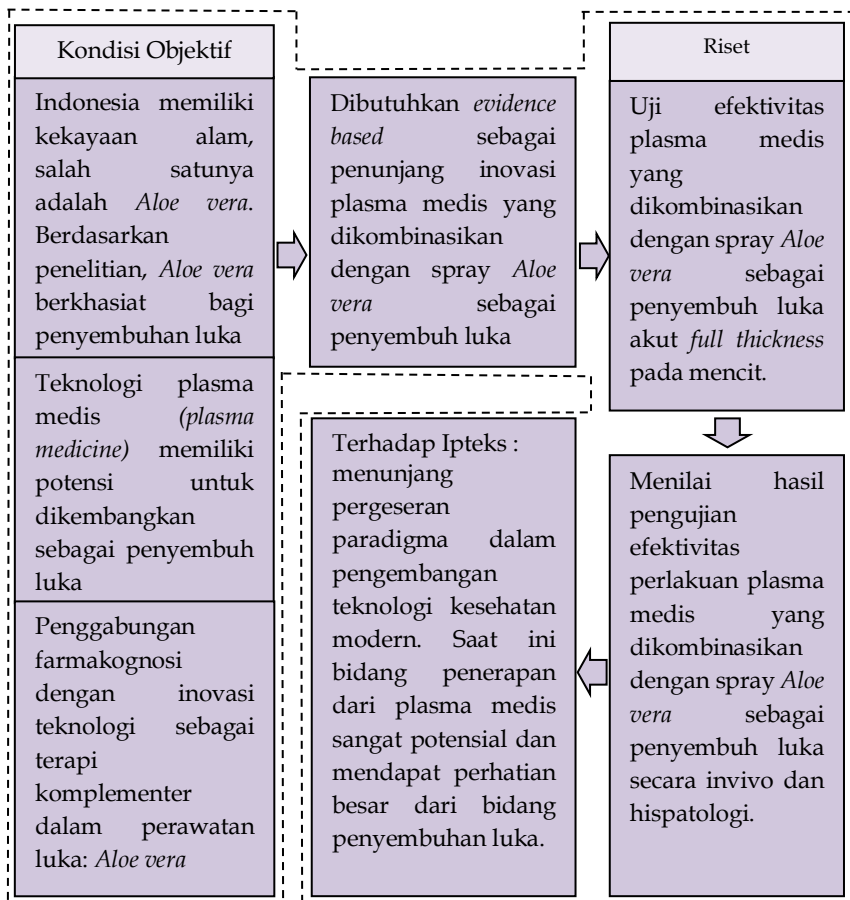 Kondisi Objektif
Indonesia memiliki
kekayaan alam,
salah satunya
adalah Aloe vera.
Berdasarkan
penelitian, Aloe vera
berkhasiat bagi
penyembuhan luka
Teknologi plasma
medis (plasma
medicine) memiliki
potensi untuk
dikembangkan
sebagai penyembuh
luka
Penggabungan
farmakognosi
dengan inovasi
teknologi sebagai
terapi
komplementer
dalam perawatan
luka: Aloe vera
Dibutuhkan evidence
based sebagai
penunjang inovasi
plasma medis yang
dikombinasikan
dengan spray Aloe
vera sebagai
penyembuh luka
Riset
Uji efektivitas
plasma medis
yang
dikombinasikan
dengan spray Aloe
vera sebagai
penyembuh luka
akut full thickness
pada mencit.
Menilai hasil
pengujian
efektivitas
perlakuan plasma
medis yang
dikombinasikan
dengan spray Aloe
vera sebagai
penyembuh luka
secara invivo dan
hispatologi.
Terhadap Ipteks :
menunjang
pergeseran
paradigma dalam
pengembangan
teknologi kesehatan
modern. Saat ini
bidang penerapan
dari plasma medis
sangat potensial dan
mendapat perhatian
besar dari bidang
penyembuhan luka.